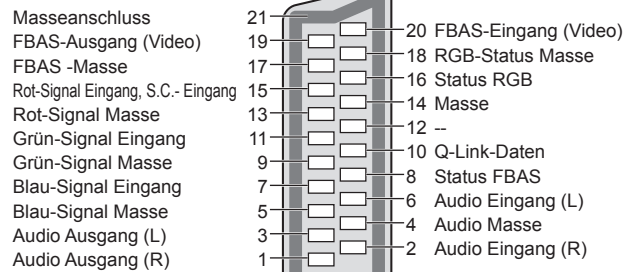 Masseanschluss 21
FBAS-Ausgang (Video) 19
FBAS -Masse 17
Rot-Signal Eingang, S.C.- Eingang 15
Rot-Signal Masse 13
Grün-Signal Eingang 11
Grün-Signal Masse 9
Blau-Signal Eingang 7
Blau-Signal Masse 5
Audio Ausgang (L) 3
Audio Ausgang (R) 1
20 FBAS-Eingang (Video)
18 RGB-Status Masse
16 Status RGB
14 Masse
12 --
10 Q-Link-Daten
8 Status FBAS
6 Audio Eingang (L)
4 Audio Masse
2 Audio Eingang (R)